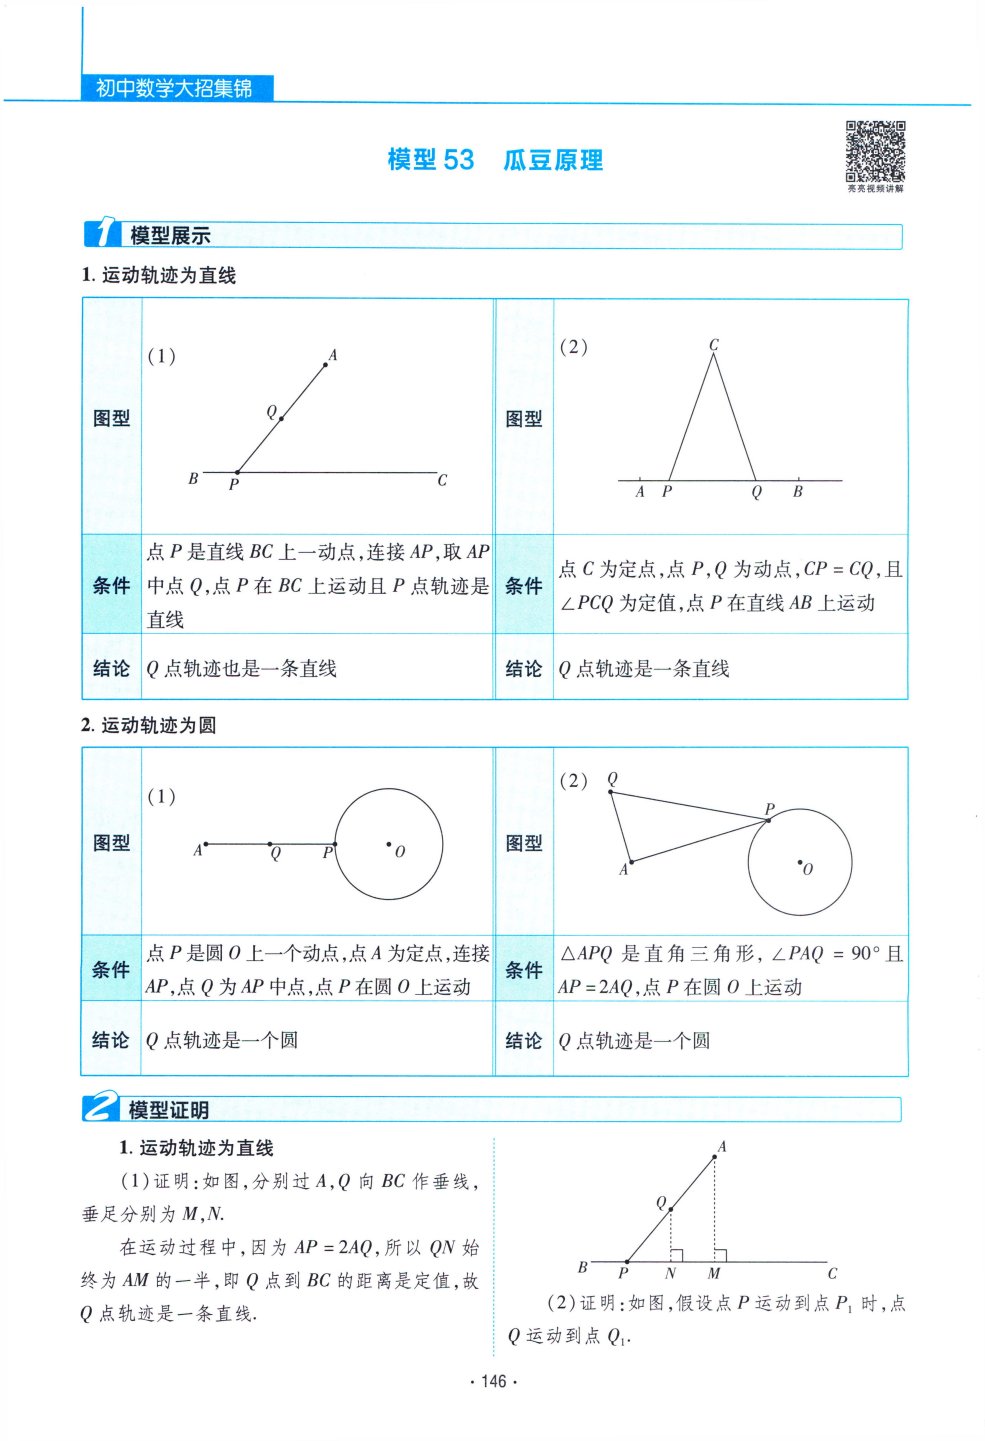 初中数学大招集锦
模型 53 瓜豆原理
亮亮视频讲解
1 模型展示
1. 运动轨迹为直线
图型
(1)
A
Q
B
P
C
图型
(2)
C
A P Q B
条件
点 P 是直线 BC 上一动点,连接 AP,取 AP
中点 Q,点 P 在 BC 上运动且 P 点轨迹是
直线
条件
点 C 为定点,点 P,Q 为动点,CP = CQ,且
∠PCQ 为定值,点 P 在直线 AB 上运动
结论
Q 点轨迹也是一条直线
结论
Q 点轨迹是一条直线
2. 运动轨迹为圆
图型
(1)
A Q P O
图型
(2)
Q
P
A
O
条件
点 P 是圆 O 上一个动点,点 A 为定点,连接
AP,点 Q 为 AP 中点,点 P 在圆 O 上运动
条件
△APQ 是直角三角形, ∠PAQ = 90°且
AP = 2AQ,点 P 在圆 O 上运动
结论
Q 点轨迹是一个圆
结论
Q 点轨迹是一个圆
2 模型证明
1. 运动轨迹为直线
(1)证明:如图,分别过 A,Q 向 BC 作垂线,
垂足分别为 M,N.
在运动过程中,因为 AP = 2AQ,所以 QN 始
终为 AM 的一半,即 Q 点到 BC 的距离是定值,故
Q 点轨迹是一条直线.
A
Q
B P N M C
(2)证明:如图,假设点 P 运动到点 P₁ 时,点
Q 运动到点 Q₁.
· 146 ·